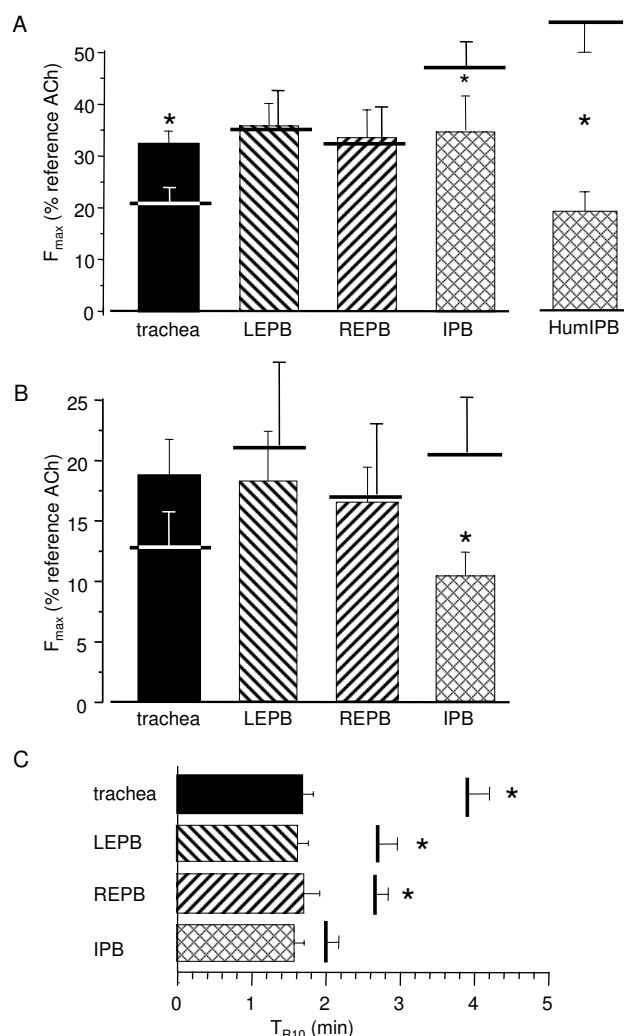 A
50
40
30
20
10
0
F_max (% reference ACh)
*
*
*
trachea LEPB REPB IPB HumIPB
B
25
20
15
10
5
0
F_max (% reference ACh)
*
trachea LEPB REPB IPB
C
trachea *
LEPB *
REPB *
IPB
0 1 2 3 4 5
T_R10 (min)